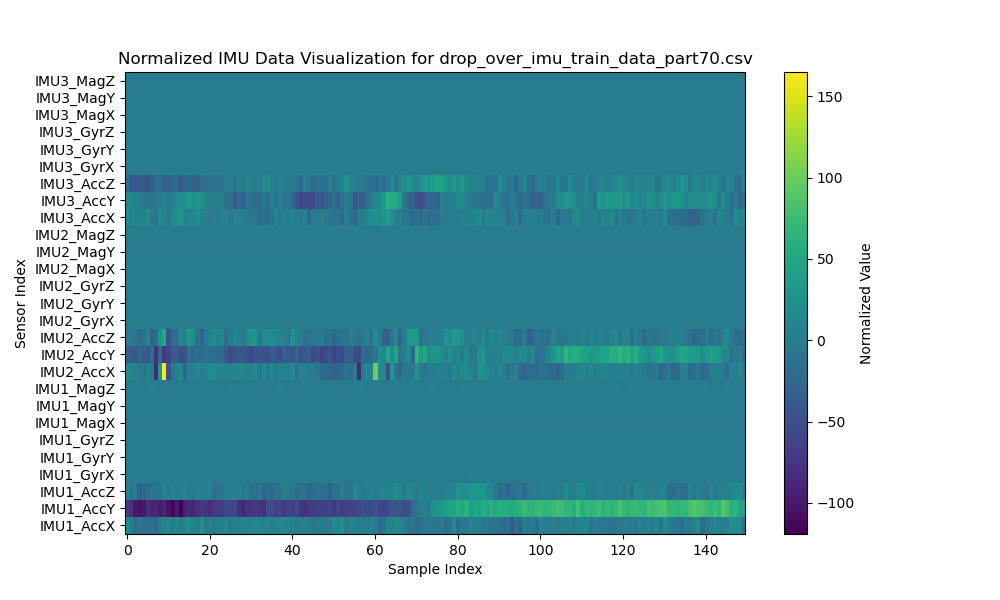 Normalized IMU Data Visualization for drop_over_imu_train_data_part70.csv
IMU3_MagZ
IMU3_MagY
IMU3_MagX
IMU3_GyrZ
IMU3_GyrY
IMU3_GyrX
IMU3_AccZ
IMU3_AccY
IMU3_AccX
IMU2_MagZ
IMU2_MagY
IMU2_MagX
IMU2_GyrZ
IMU2_GyrY
IMU2_GyrX
IMU2_AccZ
IMU2_AccY
IMU2_AccX
IMU1_MagZ
IMU1_MagY
IMU1_MagX
IMU1_GyrZ
IMU1_GyrY
IMU1_GyrX
IMU1_AccZ
IMU1_AccY
IMU1_AccX
Sensor Index
0 20 40 60 80 100 120 140
Sample Index
150
100
50
0
−50
−100
Normalized Value